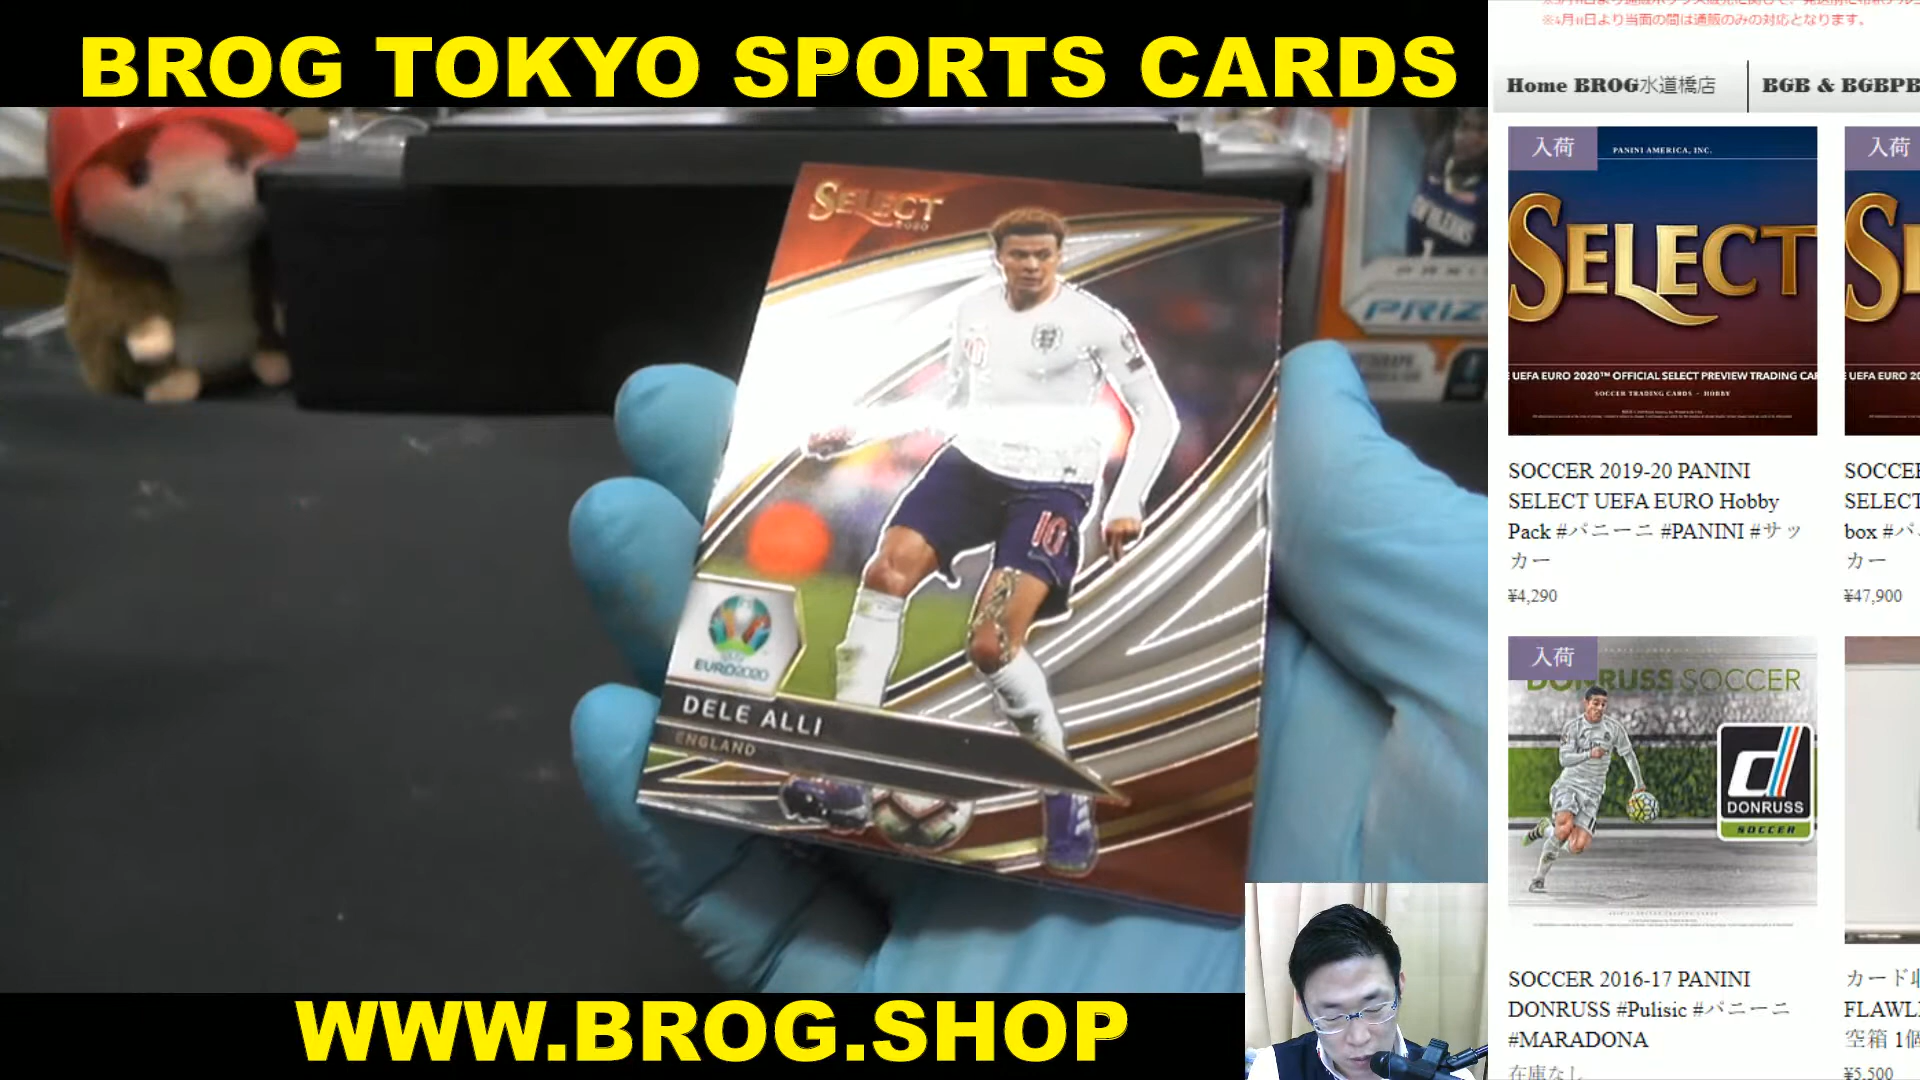 BROG TOKYO SPORTS CARDS
※4月11日より当面の間は通販のみの対応となります。
Home BROG水道橋店
BGB & BGBPB
SELECT
2020
10
EURO2020
DELE ALLI
ENGLAND
PRIZ
入荷
PANINI AMERICA, INC.
SELECT
UEFA EURO 2020™ OFFICIAL SELECT PREVIEW TRADING CAR
SOCCER TRADING CARDS - HOBBY
SOCCER 2019-20 PANINI
SELECT UEFA EURO Hobby
Pack #パニーニ #PANINI #サッ
カー
¥4,290
入荷
SE
UEFA EURO 20
SOCCER
SELECT
box #パ
カー
¥47,900
入荷
DONRUSS SOCCER
DONRUSS
SOCCER
SOCCER 2016-17 PANINI
DONRUSS #Pulisic #パニーニ
#MARADONA
在庫なし
カード
FLAWL
空箱 1個
¥5,500
WWW.BROG.SHOP